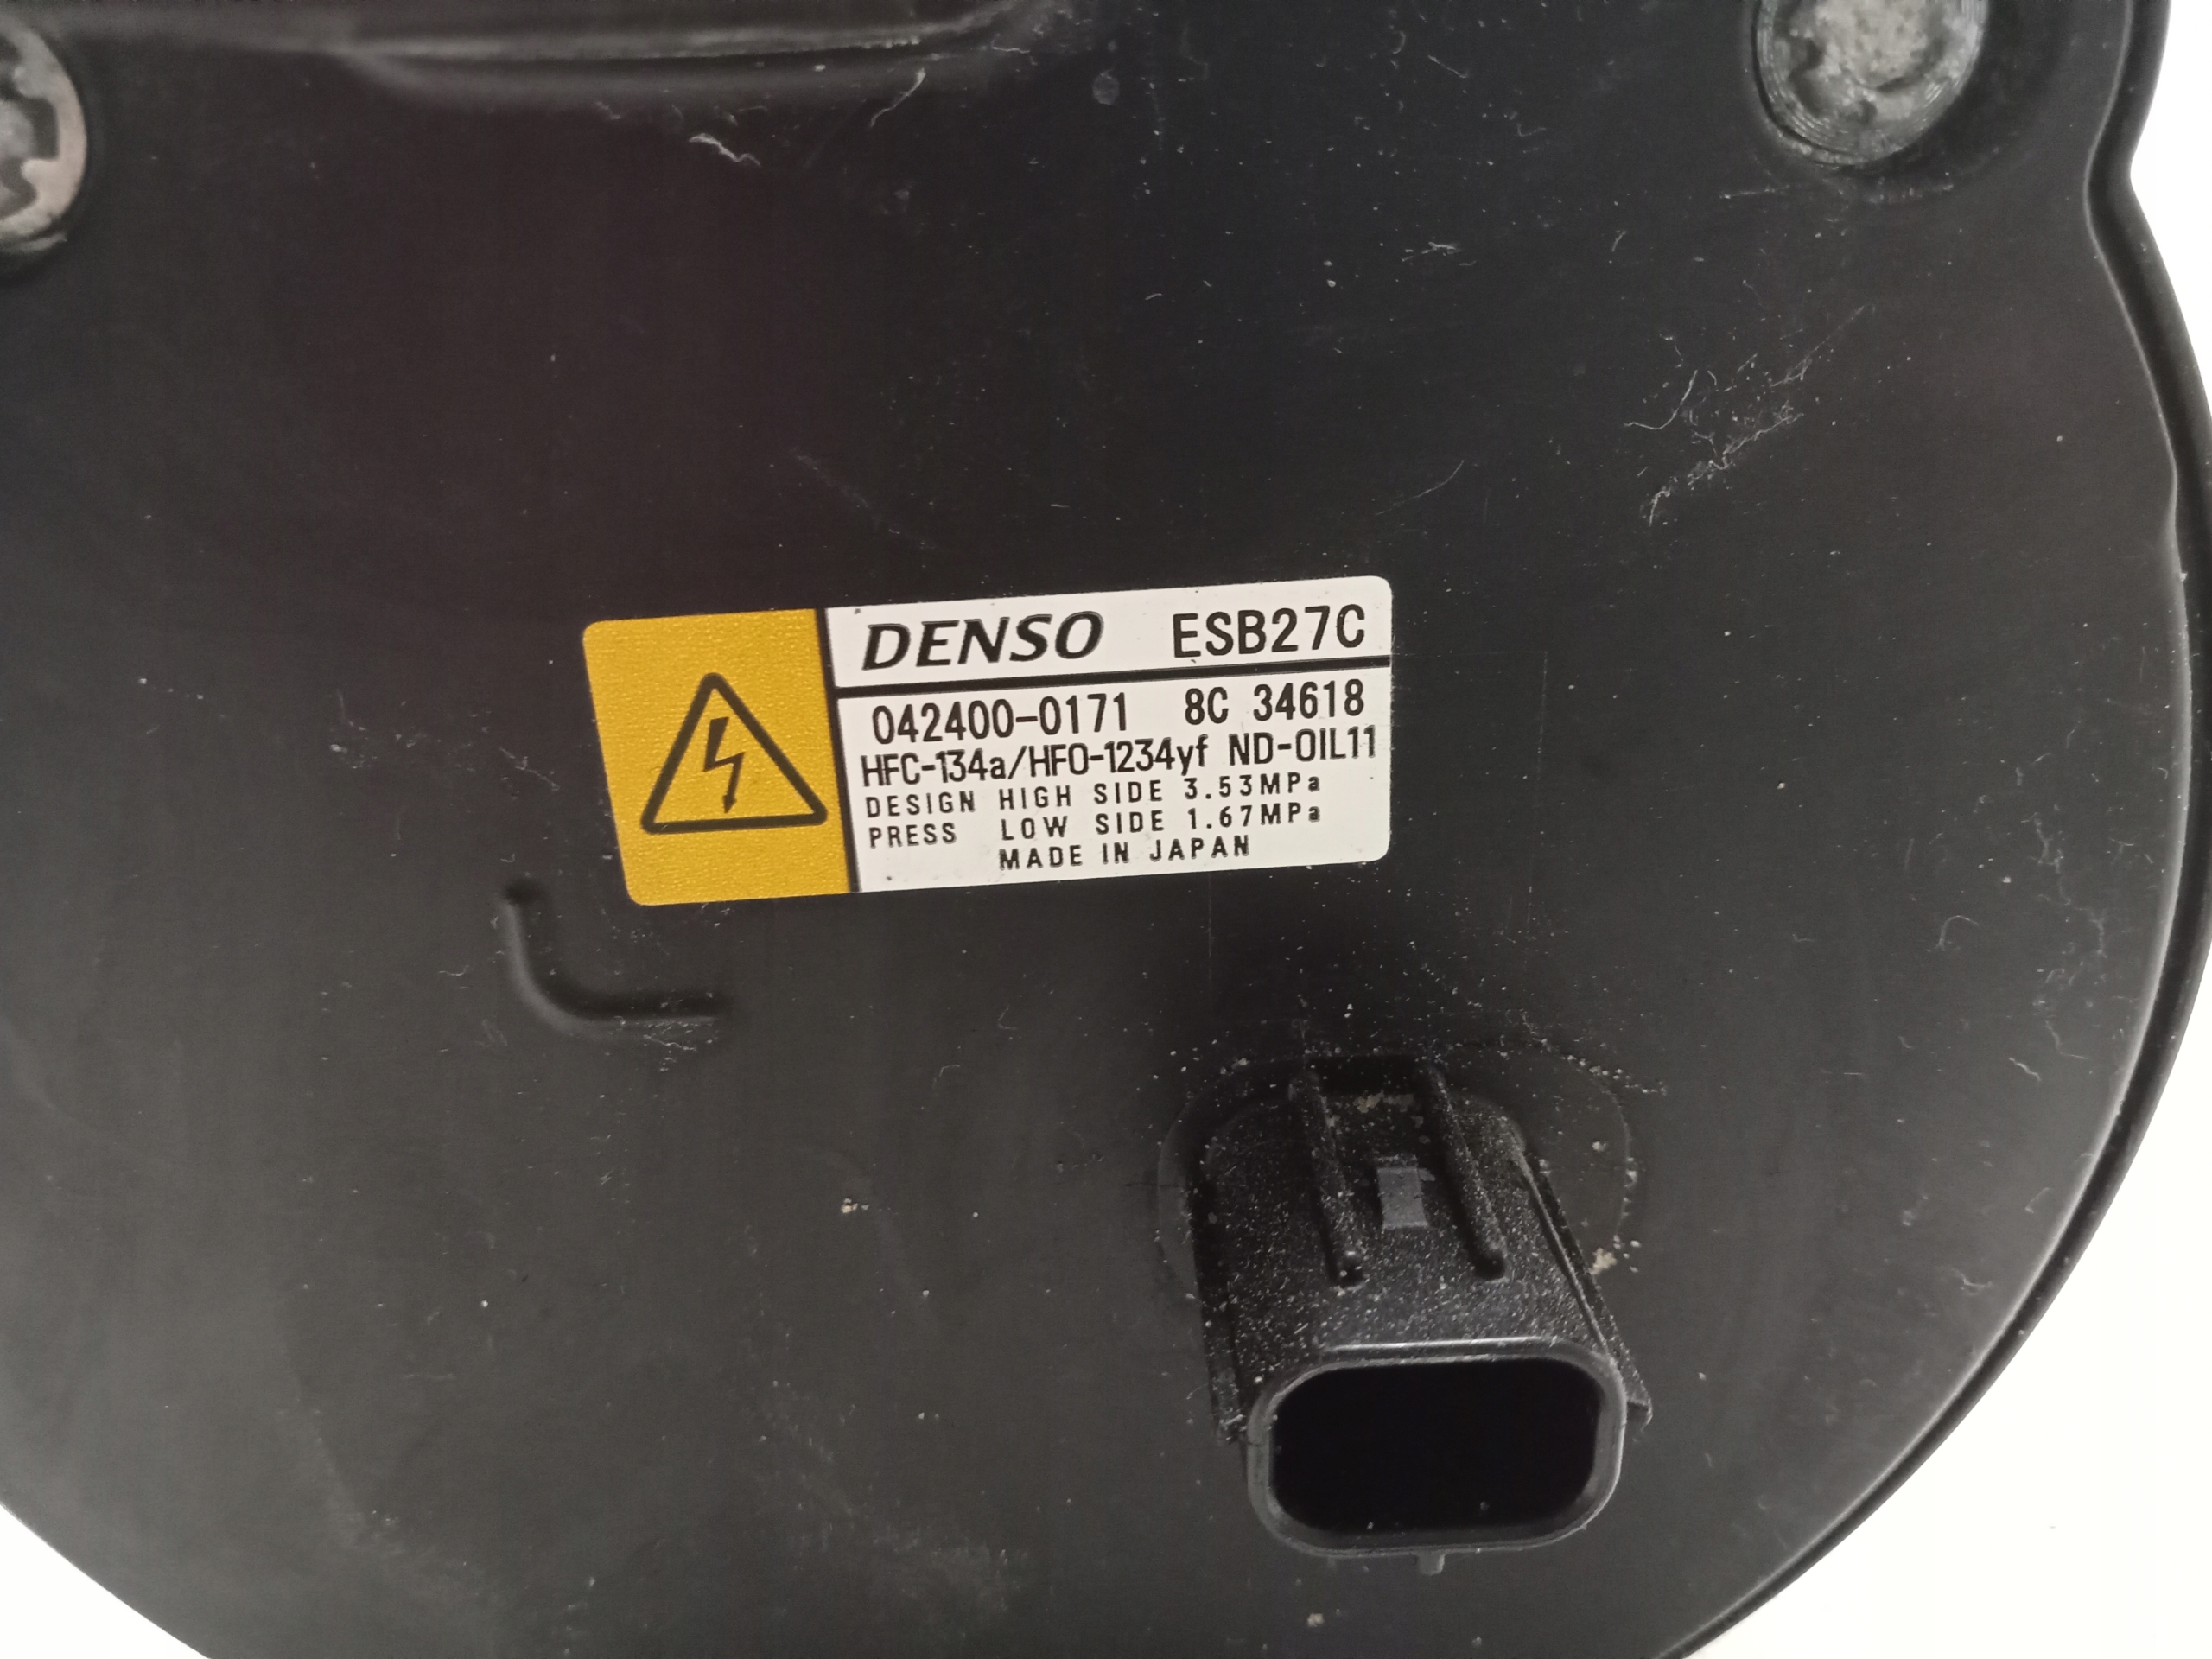 DENSO ESB27C
042400-0171 8C 34618
HFC-134a/HFO-1234yf ND-OIL11
DESIGN HIGH SIDE 3.53MPa
PRESS LOW SIDE 1.67MPa
MADE IN JAPAN